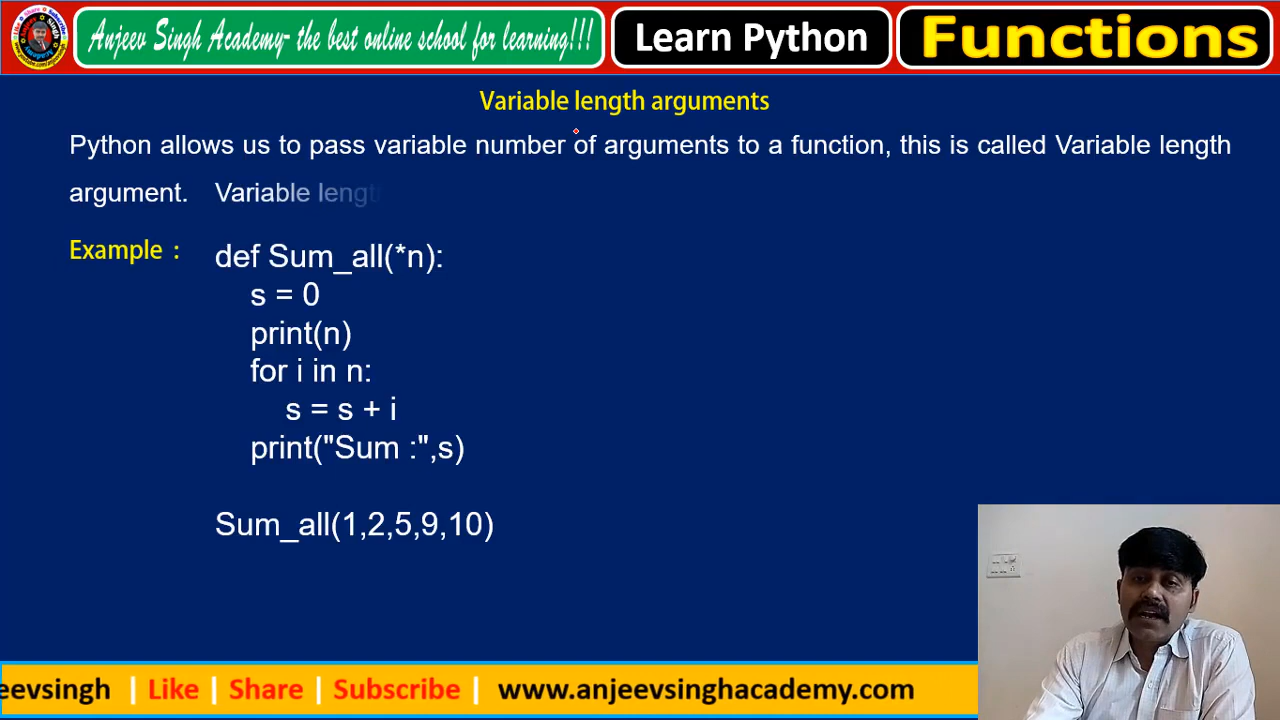 Anjeev Singh Academy- the best online school for learning!!!
Learn Python
Functions
Variable length arguments
Python allows us to pass variable number of arguments to a function, this is called Variable length
argument. Variable length
Example :
def Sum_all(*n):
s = 0
print(n)
for i in n:
s = s + i
print("Sum :",s)
Sum_all(1,2,5,9,10)
eevsingh | Like | Share | Subscribe | www.anjeevsinghacademy.com